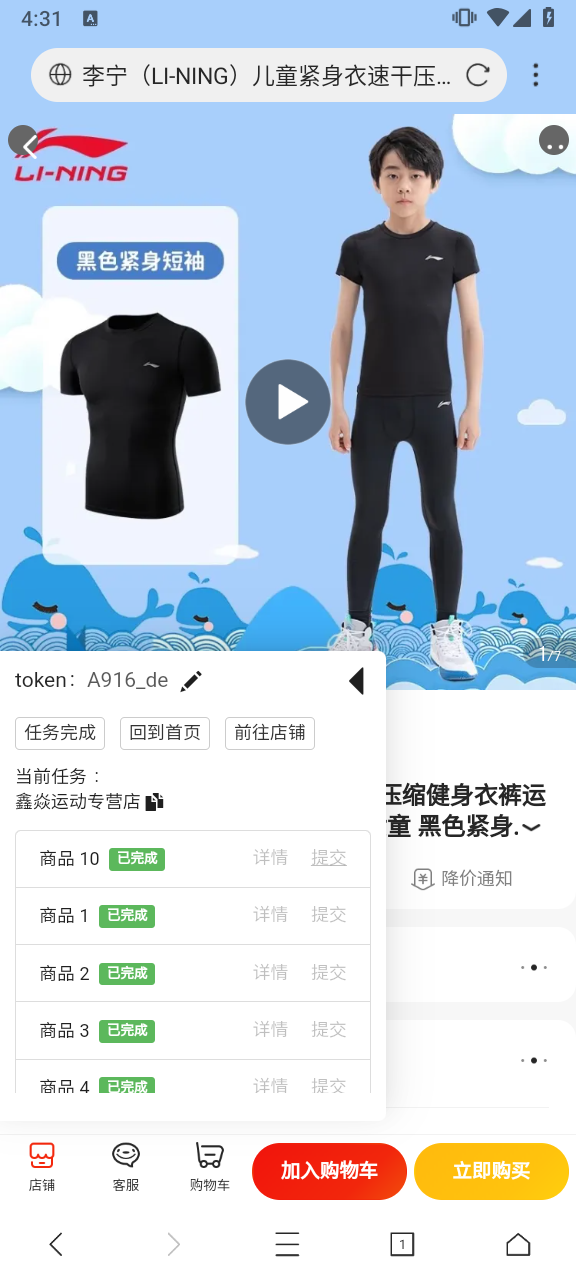 4:31
A
李宁（LI-NING）儿童紧身衣速干压...
LI-NING
黑色紧身短袖
1/7
token： A916_de
任务完成 回到首页 前往店铺
当前任务：
鑫焱运动专营店
压缩健身衣裤运
童 黑色紧身.
降价通知
商品 10 已完成 详情 提交
商品 1 已完成 详情 提交
商品 2 已完成 详情 提交
商品 3 已完成 详情 提交
商品 4 已完成 详情 提交
店铺 客服 购物车 加入购物车 立即购买
1